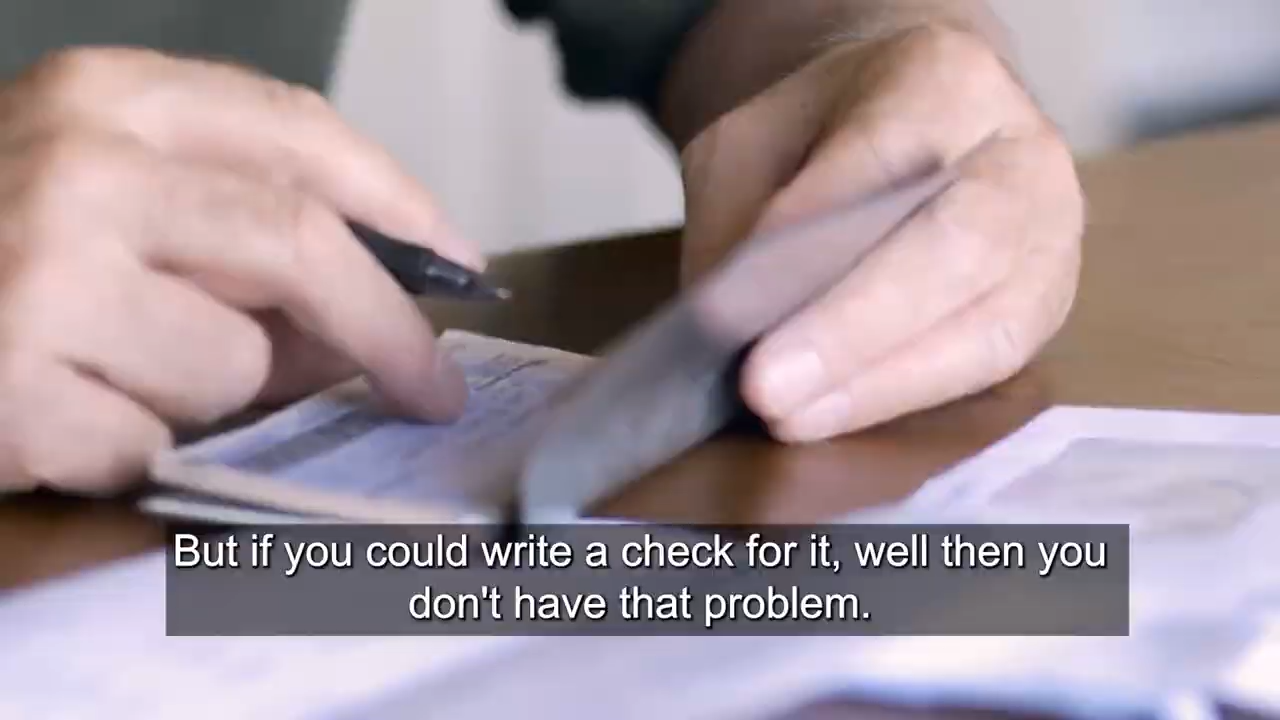 But if you could write a check for it, well then you
don't have that problem.